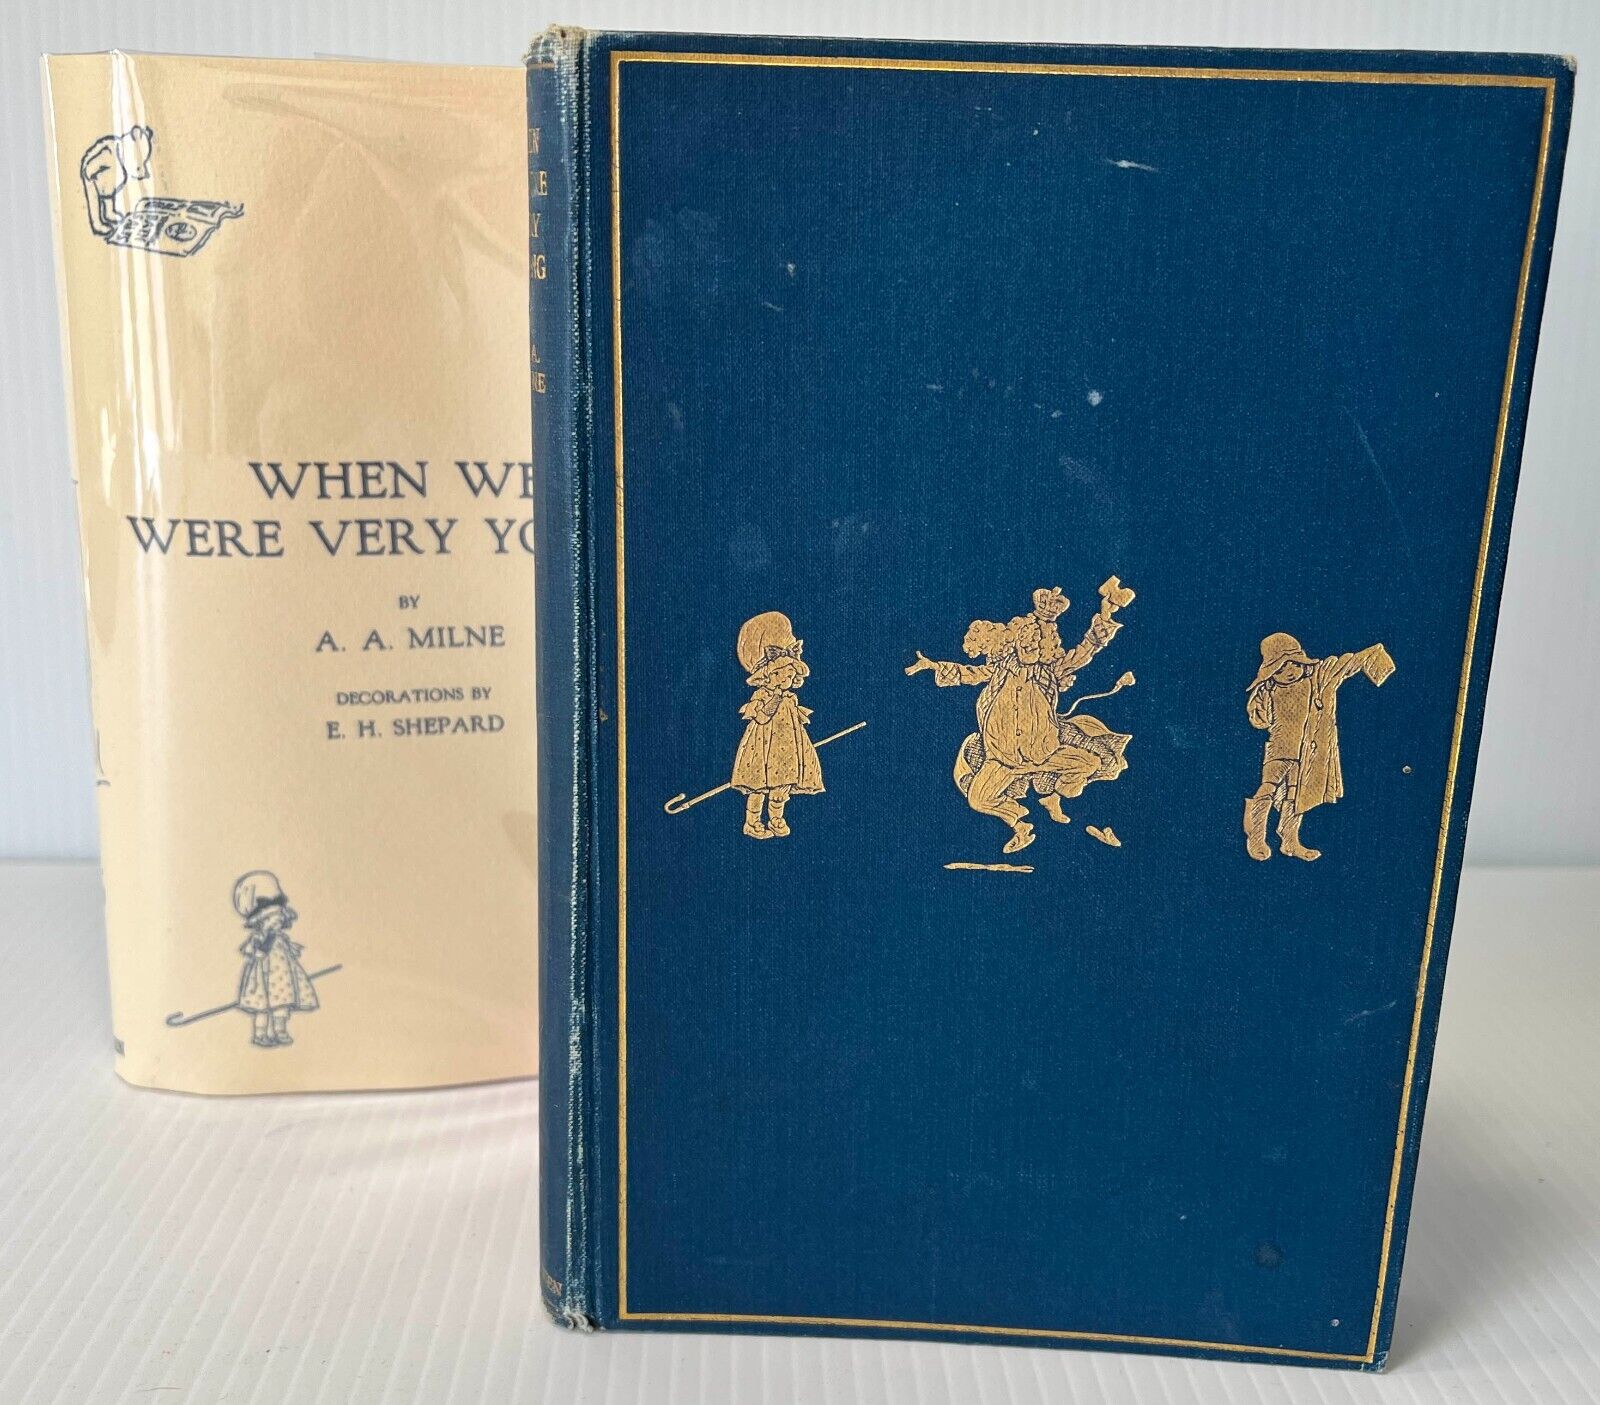 WHEN WE
WERE VERY YO
BY
A. A. MILNE
DECORATIONS BY
E. H. SHEPARD